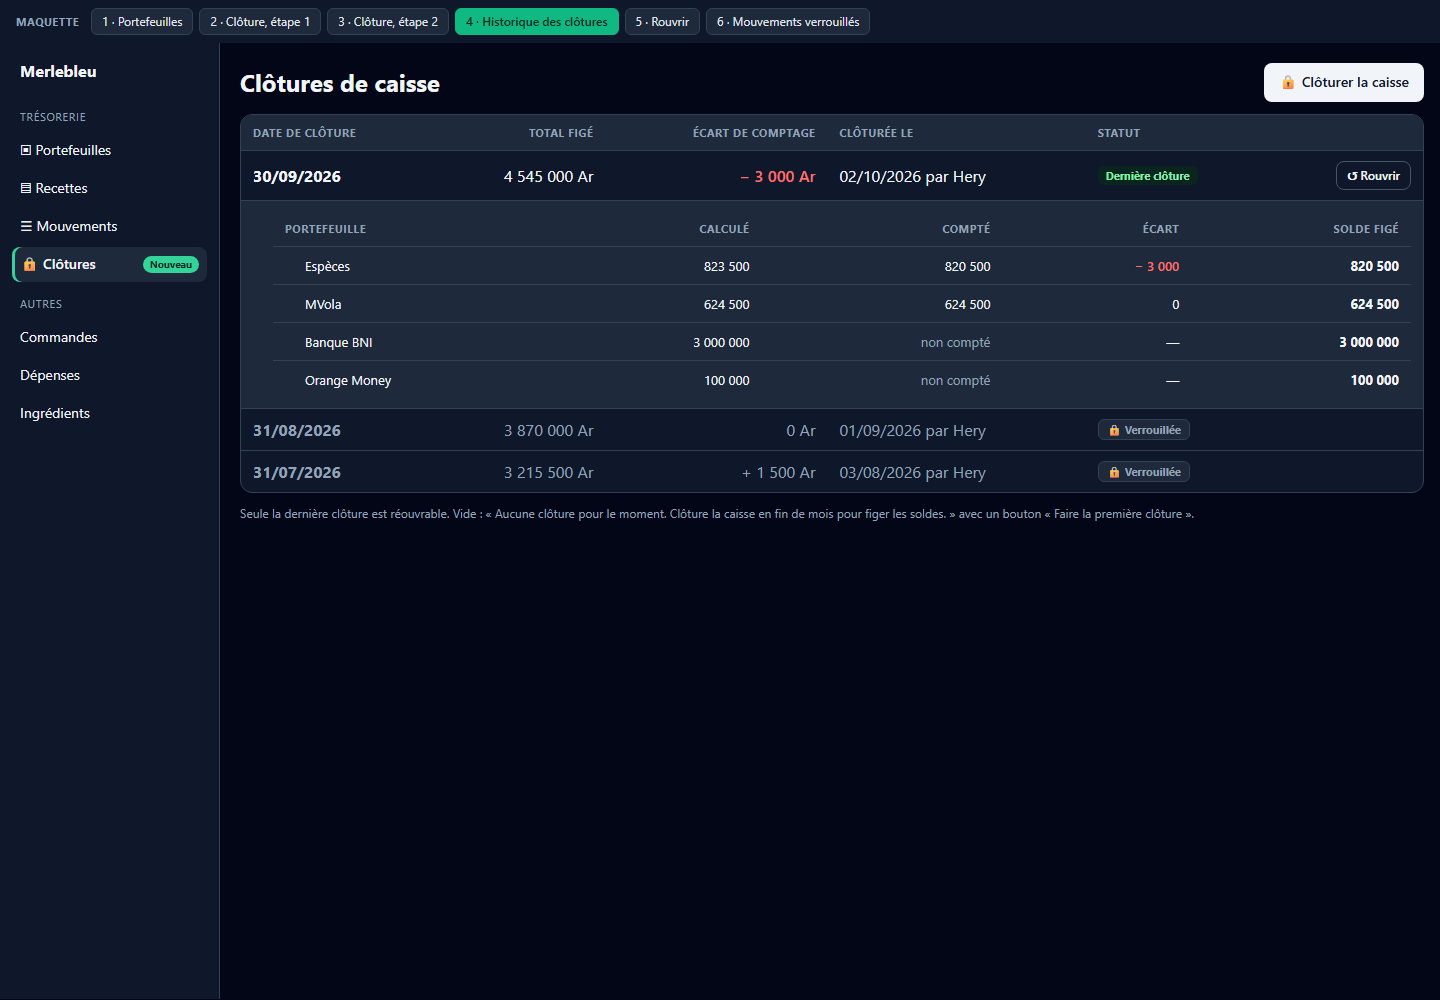 MAQUETTE 1 · Portefeuilles 2 · Clôture, étape 1 3 · Clôture, étape 2 4 · Historique des clôtures 5 · Rouvrir 6 · Mouvements verrouillés
Merlebleu
TRÉSORERIE
Portefeuilles
Recettes
Mouvements
Clôtures Nouveau
AUTRES
Commandes
Dépenses
Ingrédients
Clôtures de caisse
Clôturer la caisse
DATE DE CLÔTURE TOTAL FIGÉ ÉCART DE COMPTAGE CLÔTURÉE LE STATUT
30/09/2026 4 545 000 Ar − 3 000 Ar 02/10/2026 par Hery Dernière clôture ↺ Rouvrir
PORTEFEUILLE CALCULÉ COMPTÉ ÉCART SOLDE FIGÉ
Espèces 823 500 820 500 − 3 000 820 500
MVola 624 500 624 500 0 624 500
Banque BNI 3 000 000 non compté — 3 000 000
Orange Money 100 000 non compté — 100 000
31/08/2026 3 870 000 Ar 0 Ar 01/09/2026 par Hery Verrouillée
31/07/2026 3 215 500 Ar + 1 500 Ar 03/08/2026 par Hery Verrouillée
Seule la dernière clôture est réouvrable. Vide : « Aucune clôture pour le moment. Clôture la caisse en fin de mois pour figer les soldes. » avec un bouton « Faire la première clôture ».